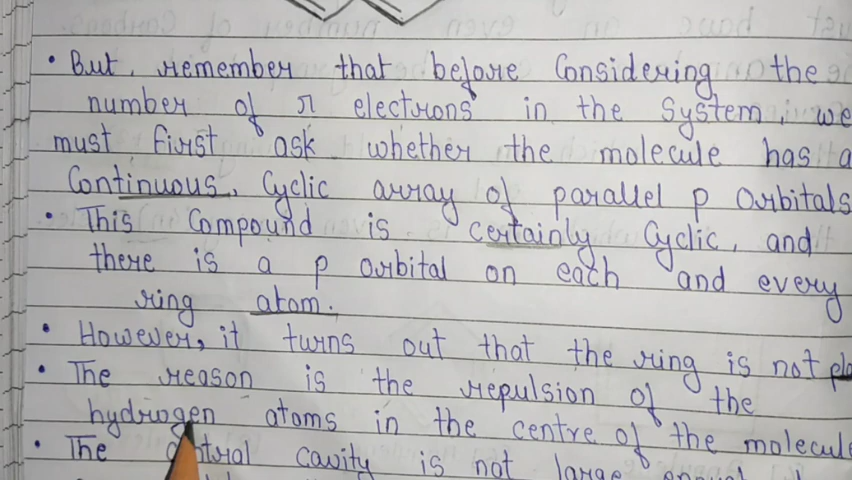 • But, remember that before Considering the
number of π electrons in the System, we
must first ask whether the molecule has a
Continuous, Cyclic array of parallel p orbitals
• This Compound is certainly Cyclic, and
there is a p orbital on each and every
ring atom.
• However, it turns out that the ring is not
• The reason is the repulsion of the
hydrogen atoms in the centre of the molecule
• The cavity is not large